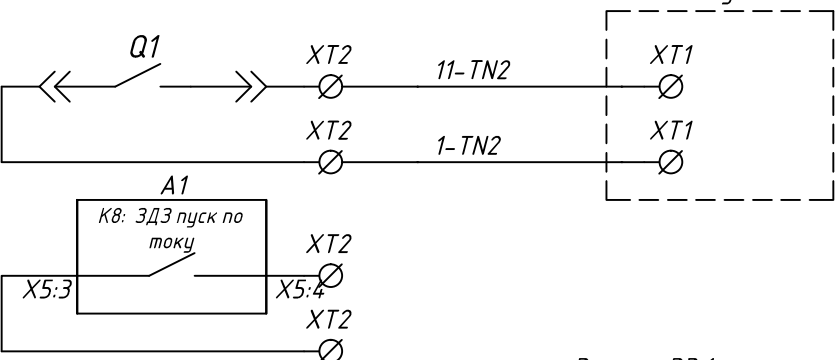 Q1
XT2
11-TN2
XT1
XT2
1-TN2
XT1
A1
K8: ЗДЗ пуск по
току
XT2
X5:3
X5:4
XT2